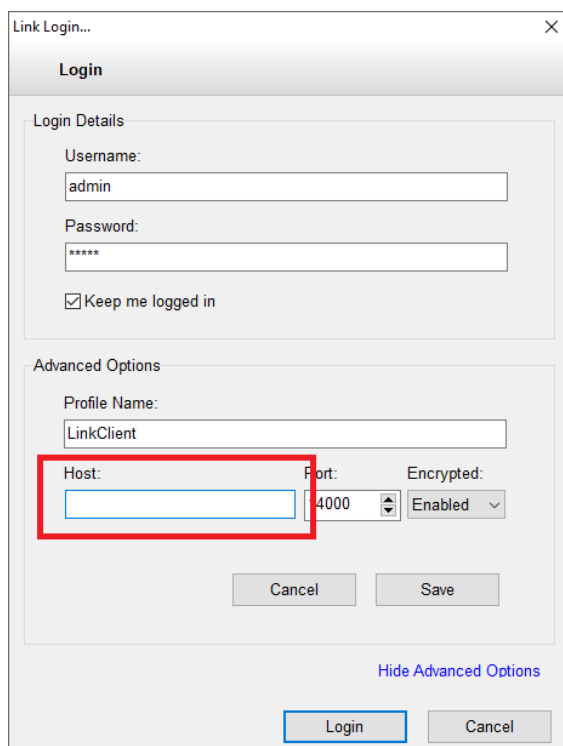 Link Login...
Login
Login Details
Username:
admin
Password:
*****
Keep me logged in
Advanced Options
Profile Name:
LinkClient
Host: Port: Encrypted:
4000 Enabled
Cancel Save
Hide Advanced Options
Login Cancel